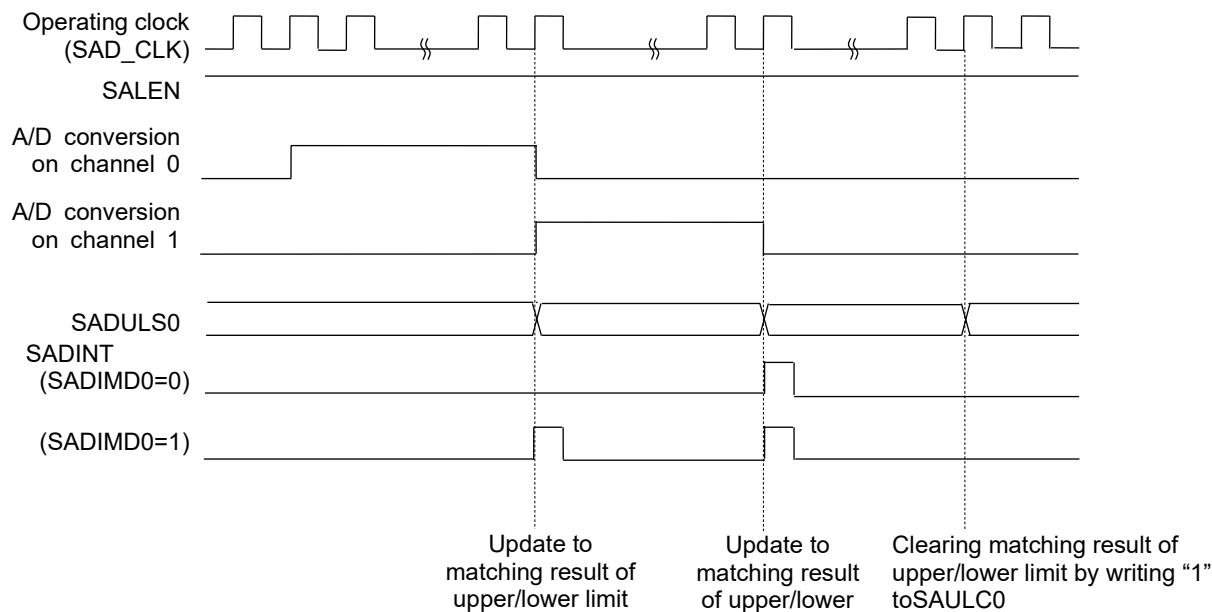 Operating clock
(SAD_CLK)
SALEN
A/D conversion
on channel 0
A/D conversion
on channel 1
SADULS0
SADINT
(SADIMD0=0)
(SADIMD0=1)
Update to
matching result of
upper/lower limit
Update to
matching result
of upper/lower
Clearing matching result of
upper/lower limit by writing “1”
toSAULC0